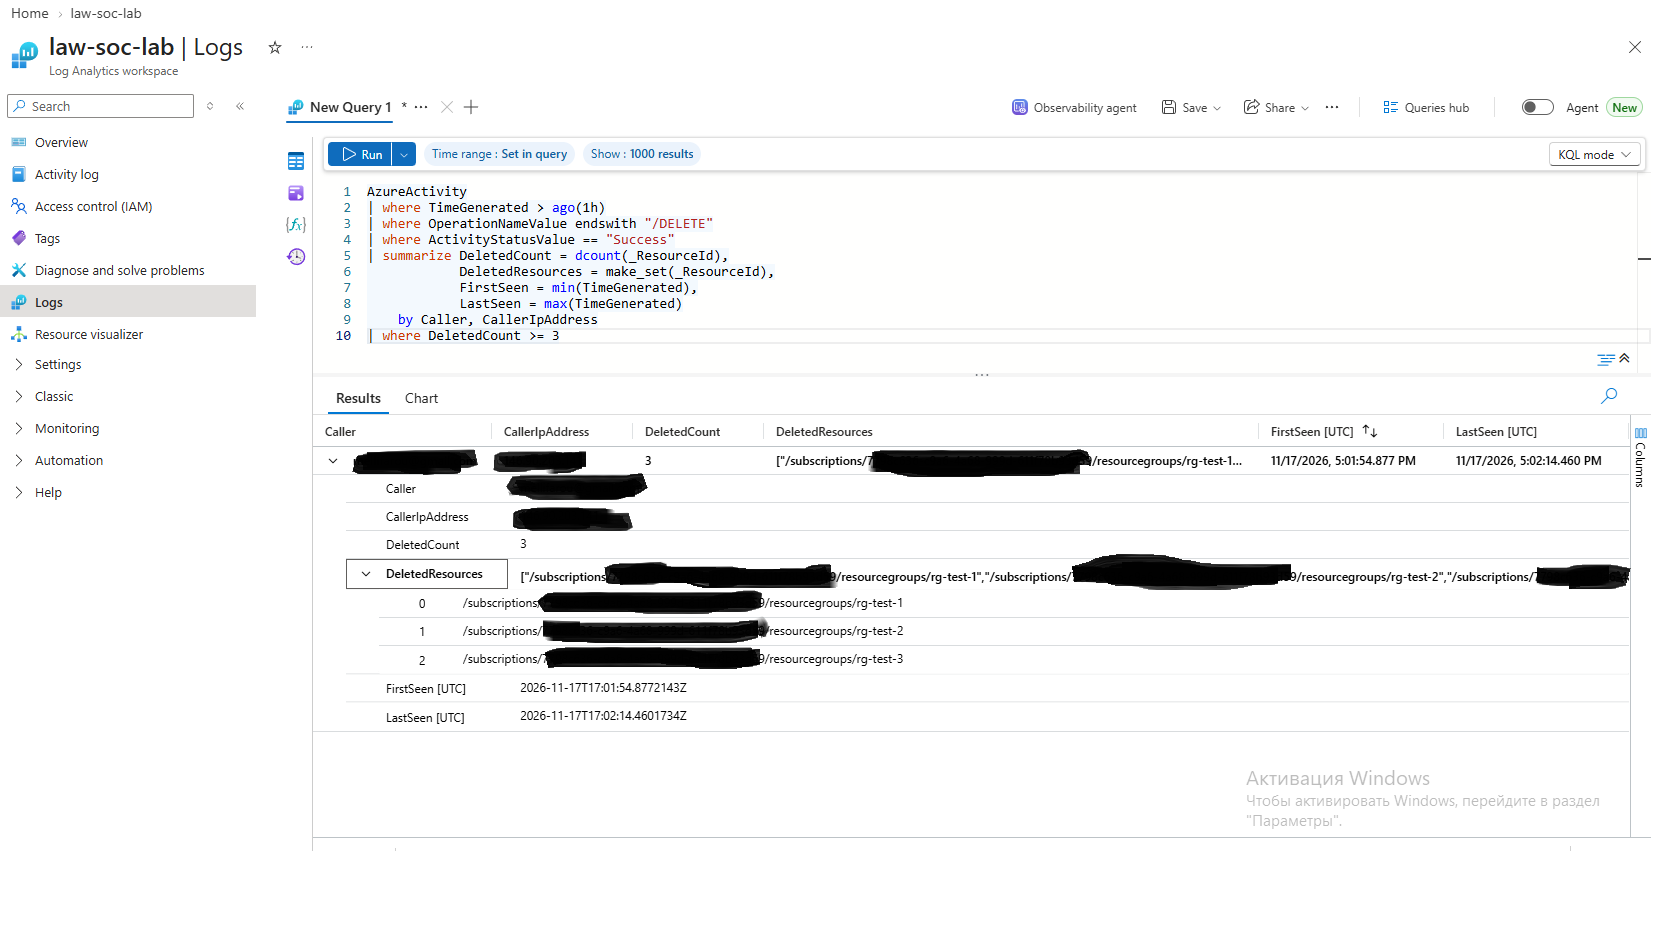 Home › law-soc-lab
law-soc-lab | Logs
Log Analytics workspace
Search
Overview
Activity log
Access control (IAM)
Tags
Diagnose and solve problems
Logs
Resource visualizer
Settings
Classic
Monitoring
Automation
Help
New Query 1 * ···
Observability agent
Save
Share
···
Queries hub
Agent New
Run
Time range : Set in query
Show : 1000 results
KQL mode
1 AzureActivity
2 | where TimeGenerated > ago(1h)
3 | where OperationNameValue endswith "/DELETE"
4 | where ActivityStatusValue == "Success"
5 | summarize DeletedCount = dcount(_ResourceId),
6 DeletedResources = make_set(_ResourceId),
7 FirstSeen = min(TimeGenerated),
8 LastSeen = max(TimeGenerated)
9 by Caller, CallerIpAddress
10 | where DeletedCount >= 3
Results Chart
Caller CallerIpAddress DeletedCount DeletedResources FirstSeen [UTC] LastSeen [UTC]
3 ["/subscriptions/7 /resourcegroups/rg-test-1... 11/17/2026, 5:01:54.877 PM 11/17/2026, 5:02:14.460 PM
Caller
CallerIpAddress
DeletedCount 3
DeletedResources ["/subscriptions /resourcegroups/rg-test-1","/subscriptions/ 9/resourcegroups/rg-test-2","/subscriptions/
0 /subscriptions/ 9/resourcegroups/rg-test-1
1 /subscriptions/ /resourcegroups/rg-test-2
2 /subscriptions/7 9/resourcegroups/rg-test-3
FirstSeen [UTC] 2026-11-17T17:01:54.8772143Z
LastSeen [UTC] 2026-11-17T17:02:14.4601734Z
Columns
Активация Windows
Чтобы активировать Windows, перейдите в раздел
"Параметры".